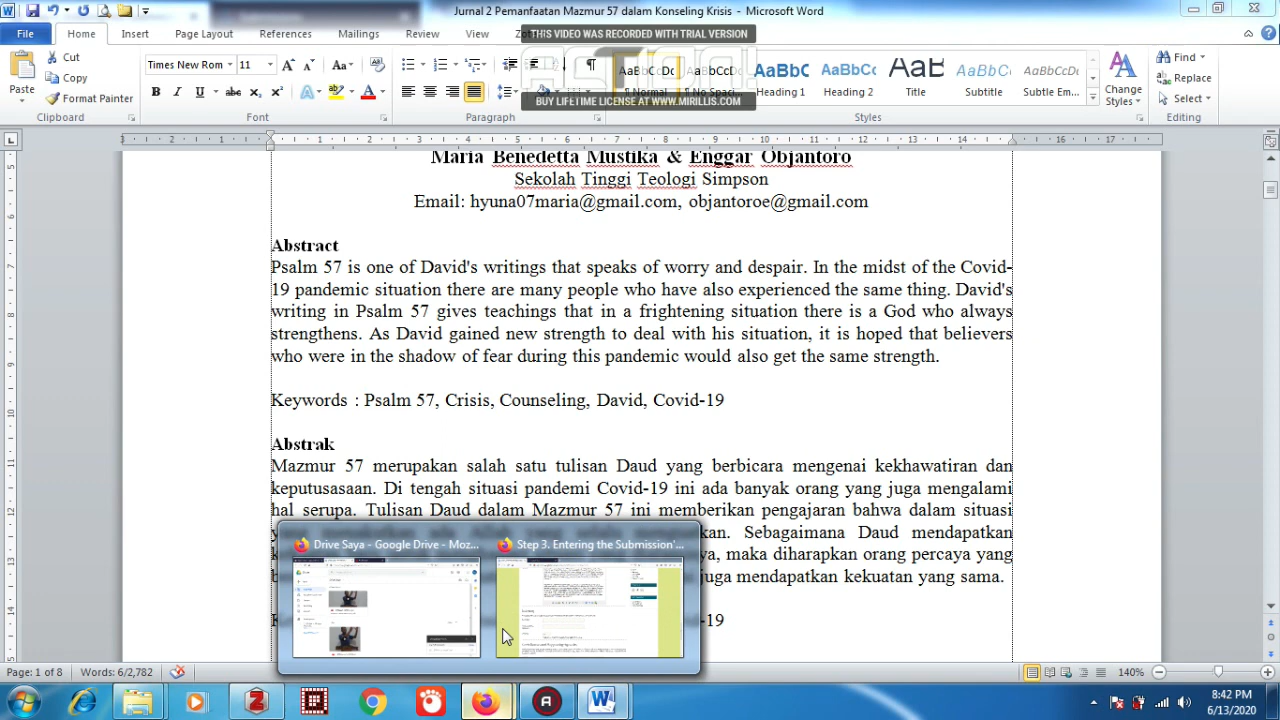 Jurnal 2 Pemanfaatan Mazmur 57 dalam Konseling Krisis - Microsoft Word
File Home Insert Page Layout References Mailings Review View
THIS VIDEO WAS RECORDED WITH TRIAL VERSION
BUY LIFETIME LICENSE AT WWW.MIRILLIS.COM
Paste
Cut
Copy
Format Painter
Clipboard
Times New Rom 11
Font
Paragraph
Normal
Heading 1
Heading 2
Title
Subtitle
Subtle Em...
Change Styles
Styles
Find
Replace
Select
Editing
Maria Benedetta Mustika & Enggar Objantoro
Sekolah Tinggi Teologi Simpson
Email: hyuna07maria@gmail.com, objantoroe@gmail.com
Abstract
Psalm 57 is one of David's writings that speaks of worry and despair. In the midst of the Covid-
19 pandemic situation there are many people who have also experienced the same thing. David's
writing in Psalm 57 gives teachings that in a frightening situation there is a God who always
strengthens. As David gained new strength to deal with his situation, it is hoped that believers
who were in the shadow of fear during this pandemic would also get the same strength.
Keywords : Psalm 57, Crisis, Counseling, David, Covid-19
Abstrak
Mazmur 57 merupakan salah satu tulisan Daud yang berbicara mengenai kekhawatiran dan
keputusasaan. Di tengah situasi pandemi Covid-19 ini ada banyak orang yang juga mengalami
hal serupa. Tulisan Daud dalam Mazmur 57 ini memberikan pengajaran bahwa dalam situasi
Sebagaimana Daud mendapatkan
maka diharapkan orang percaya yang
juga mendapatkan kekuatan yang sama.
-19
Drive Saya - Google Drive - Moz...
Step 3. Entering the Submission'...
Page: 1 of 8 Words: 6/2,782
140%
8:42 PM
6/13/2020